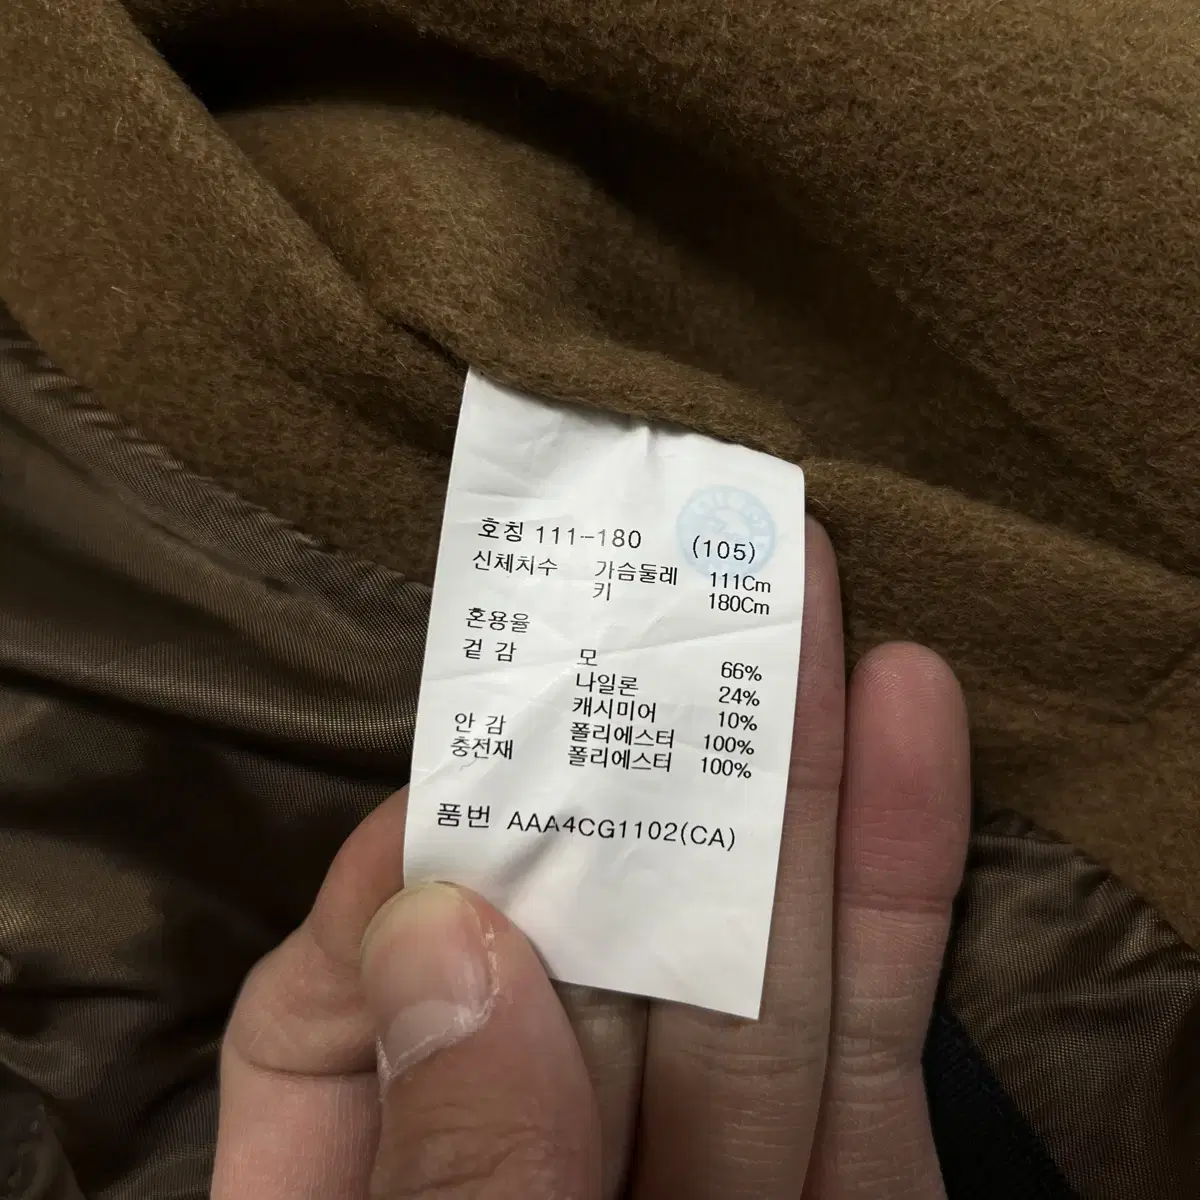 호칭 111-180 (105)
신체치수 가슴둘레 111Cm
키 180Cm
혼용율
겉 감 모 66%
나일론 24%
캐시미어 10%
안 감 폴리에스터 100%
충전재 폴리에스터 100%
품번 AAA4CG1102(CA)